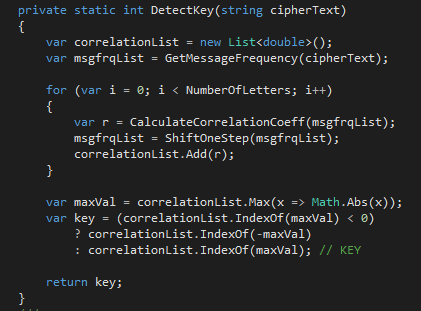 private static int DetectKey(string cipherText)
{
var correlationList = new List<double>();
var msgfrqList = GetMessageFrequency(cipherText);
for (var i = 0; i < NumberOfLetters; i++)
{
var r = CalculateCorrelationCoeff(msgfrqList);
msgfrqList = ShiftOneStep(msgfrqList);
correlationList.Add(r);
}
var maxVal = correlationList.Max(x => Math.Abs(x));
var key = (correlationList.IndexOf(maxVal) < 0)
? correlationList.IndexOf(-maxVal)
: correlationList.IndexOf(maxVal); // KEY
return key;
}